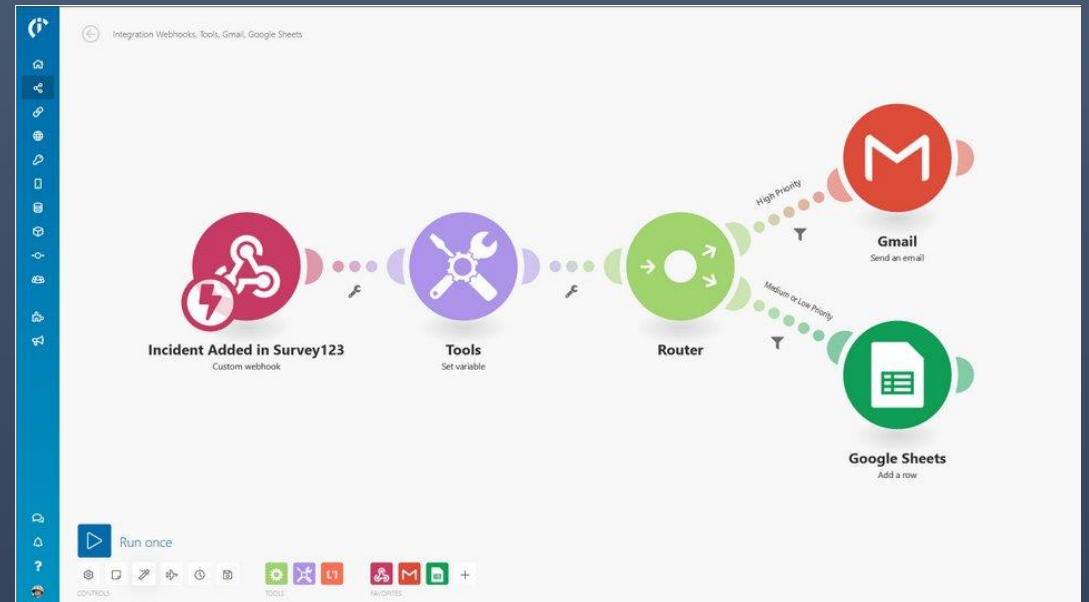 Integration Webhooks, Tools, Gmail, Google Sheets
High Priority
Gmail
Send an email
Medium or Low Priority
Incident Added in Survey123
Custom webhook
Tools
Set variable
Router
Google Sheets
Add a row
Run once
?
CONTROLS
TOOLS
FAVORITES